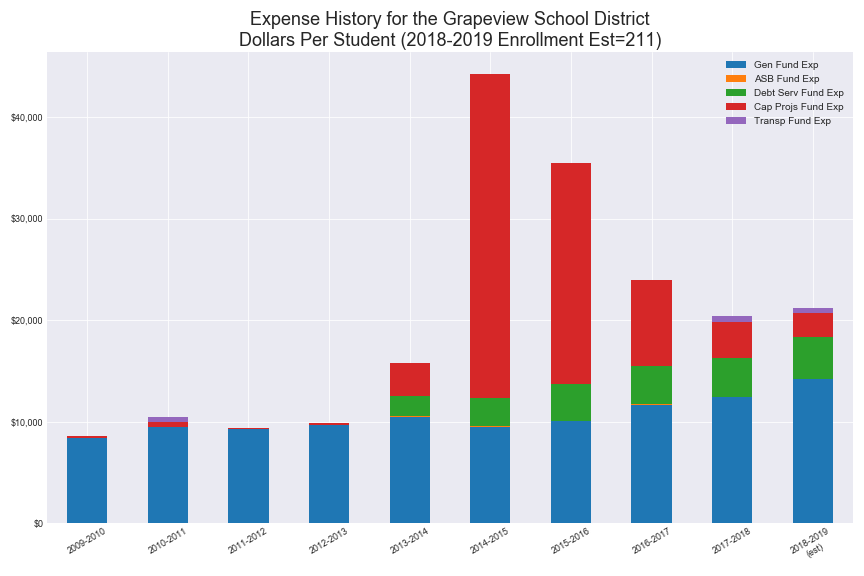 Expense History for the Grapeview School District
Dollars Per Student (2018-2019 Enrollment Est=211)
Gen Fund Exp
ASB Fund Exp
Debt Serv Fund Exp
Cap Projs Fund Exp
Transp Fund Exp
$40,000
$30,000
$20,000
$10,000
$0
2009-2010
2010-2011
2011-2012
2012-2013
2013-2014
2014-2015
2015-2016
2016-2017
2017-2018
2018-2019
(est)